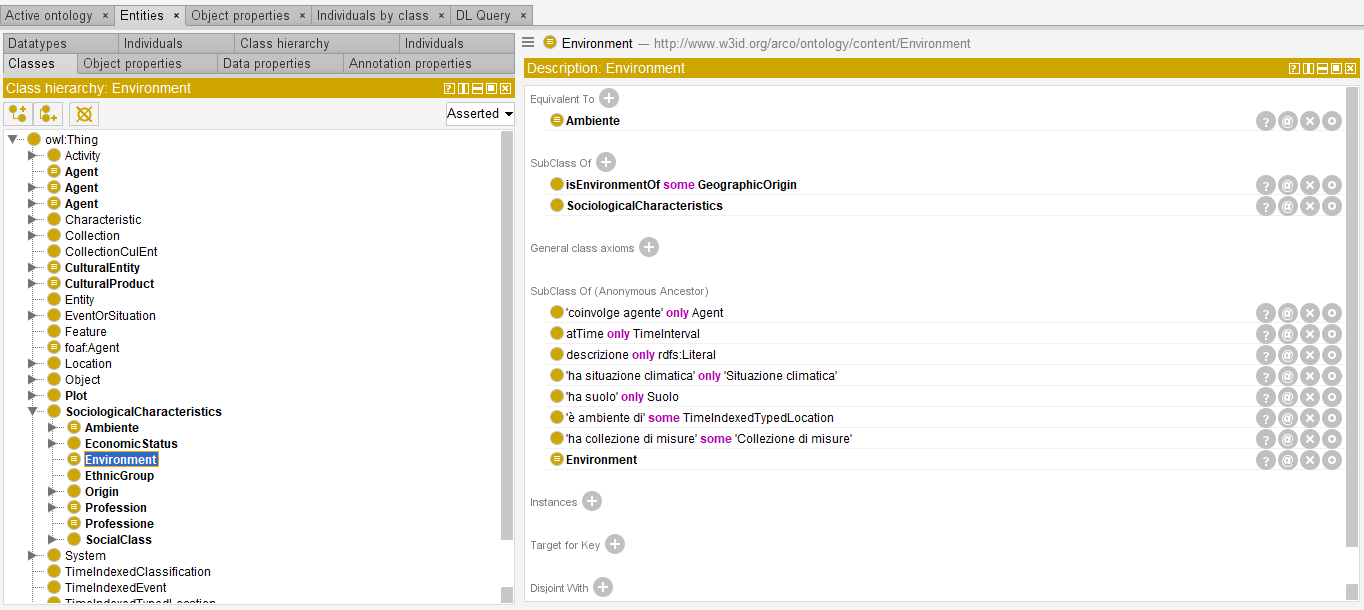 Active ontology × Entities × Object properties × Individuals by class × DL Query ×
Datatypes Individuals Class hierarchy Individuals
Classes Object properties Data properties Annotation properties
Class hierarchy: Environment
Asserted
owl:Thing
Activity
Agent
Agent
Agent
Characteristic
Collection
CollectionCulEnt
CulturalEntity
CulturalProduct
Entity
EventOrSituation
Feature
foaf:Agent
Location
Object
Plot
SociologicalCharacteristics
Ambiente
EconomicStatus
Environment
EthnicGroup
Origin
Profession
Professione
SocialClass
System
TimeIndexedClassification
TimeIndexedEvent
TimeIndexedTypedLocation
Environment — http://www.w3id.org/arco/ontology/content/Environment
Description: Environment
Equivalent To
Ambiente
SubClass Of
isEnvironmentOf some GeographicOrigin
SociologicalCharacteristics
General class axioms
SubClass Of (Anonymous Ancestor)
'coinvolge agente' only Agent
atTime only TimeInterval
descrizione only rdfs:Literal
'ha situazione climatica' only 'Situazione climatica'
'ha suolo' only Suolo
'è ambiente di' some TimeIndexedTypedLocation
'ha collezione di misure' some 'Collezione di misure'
Environment
Instances
Target for Key
Disjoint With